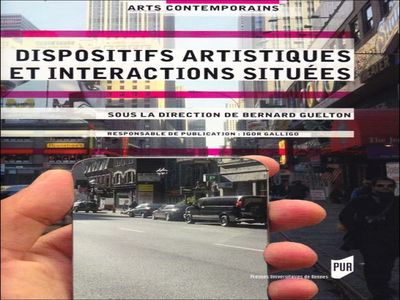 ARTS CONTEMPORAINS
DISPOSITIFS ARTISTIQUES
ET INTERACTIONS SITUÉES
SOUS LA DIRECTION DE BERNARD GUELTON
RESPONSABLE DE PUBLICATION : IGOR GALLIGO
PUR
Presses Universitaires de Rennes